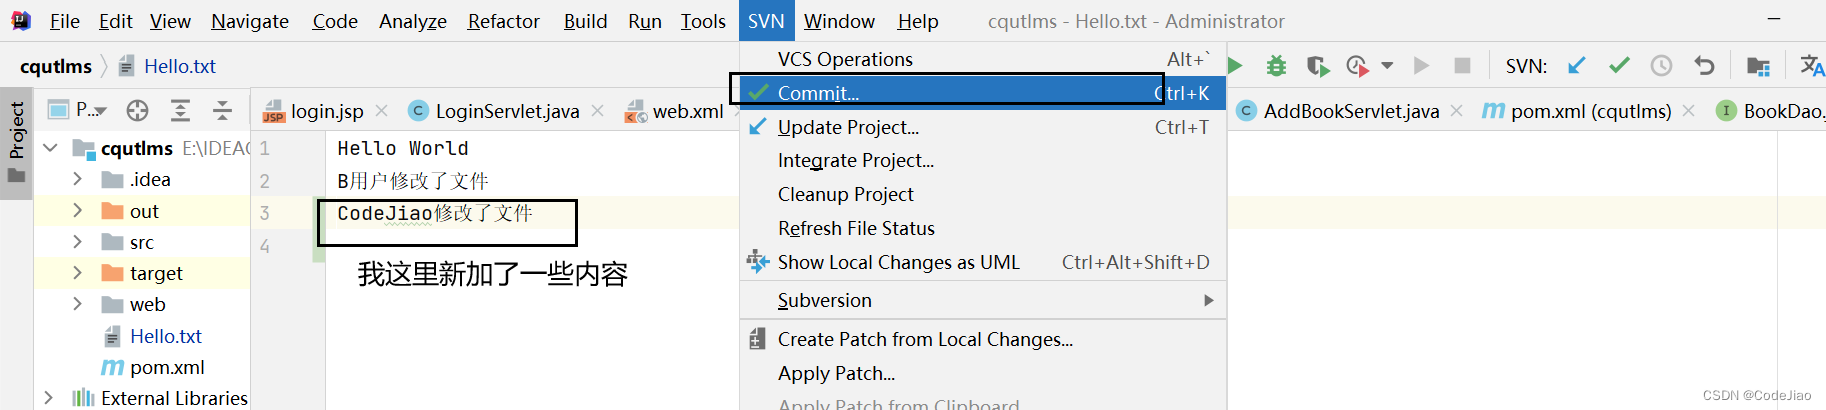 File Edit View Navigate Code Analyze Refactor Build Run Tools SVN Window Help cqutlms - Hello.txt - Administrator
cqutlms Hello.txt
SVN:
Project
P...
login.jsp LoginServlet.java web.xml AddBookServlet.java pom.xml (cqutlms) BookDao.
cqutlms E:\IDEAC
.idea
out
src
target
web
Hello.txt
pom.xml
External Libraries
1 Hello World
2 B用户修改了文件
3 CodeJiao修改了文件
4
我这里新加了一些内容
VCS Operations Alt+`
Commit... Ctrl+K
Update Project... Ctrl+T
Integrate Project...
Cleanup Project
Refresh File Status
Show Local Changes as UML Ctrl+Alt+Shift+D
Subversion
Create Patch from Local Changes...
Apply Patch...
Apply Patch from Clipboard
CSDN @CodeJiao